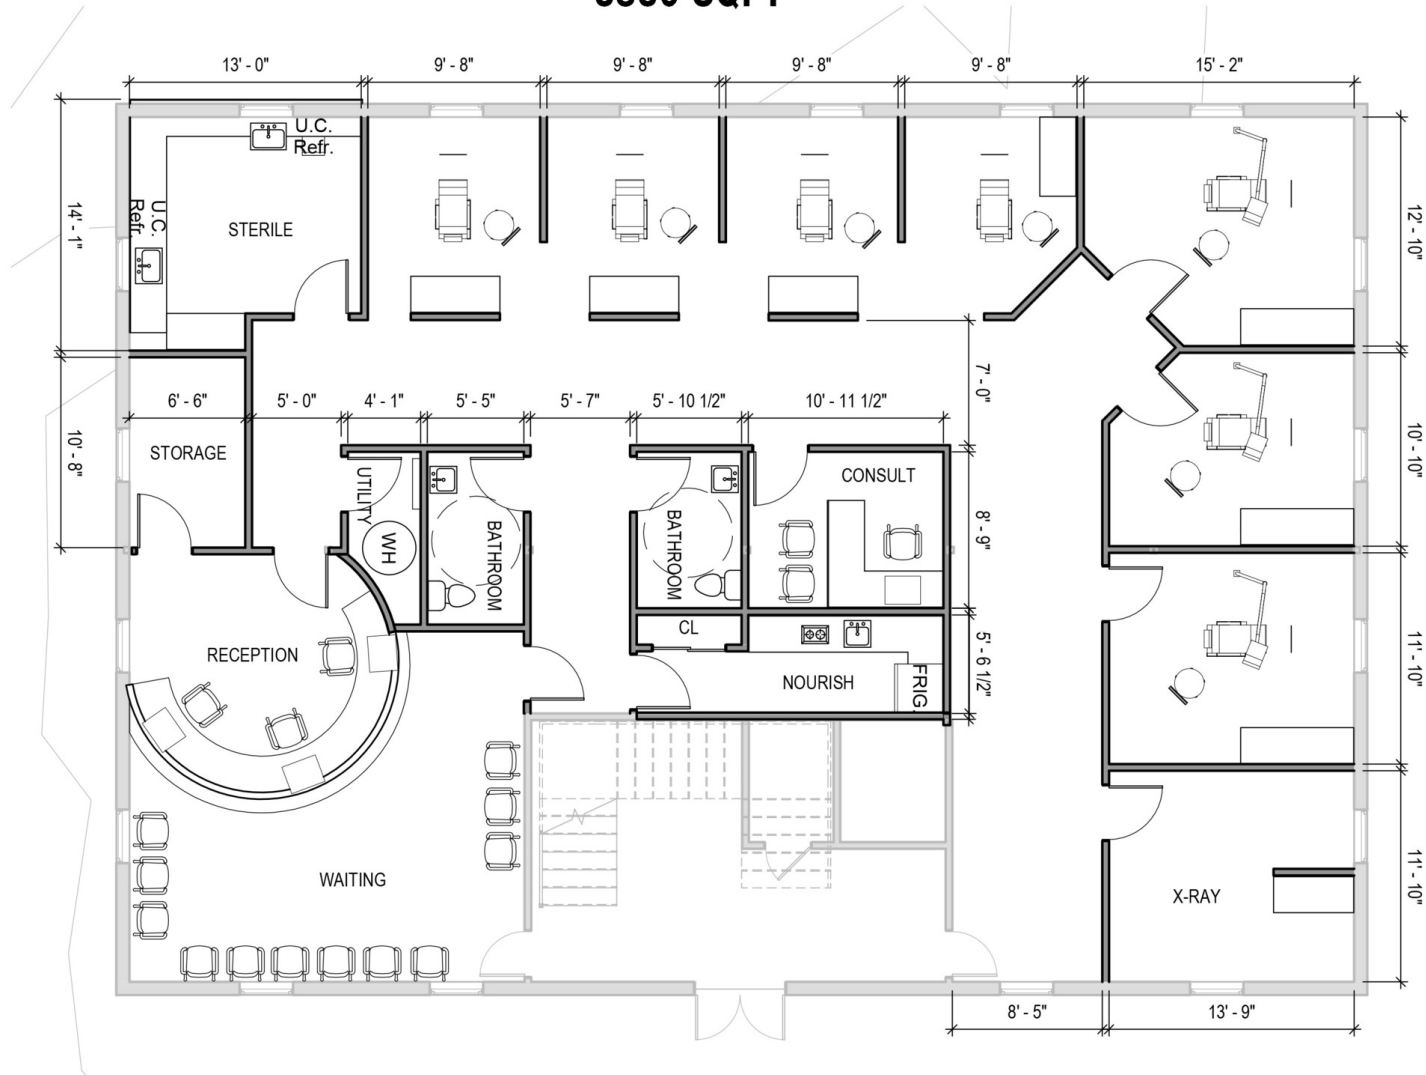 13' - 0"
9' - 8"
9' - 8"
9' - 8"
9' - 8"
15' - 2"
U.C.
Refr.
U.C.
Refr.
STERILE
14' - 1"
12' - 10"
7' - 0"
6' - 6"
5' - 0"
4' - 1"
5' - 5"
5' - 7"
5' - 10 1/2"
10' - 11 1/2"
10' - 8"
10' - 10"
STORAGE
UTILITY
WH
BATHROOM
BATHROOM
CONSULT
8' - 9"
CL
RECEPTION
NOURISH
FRIG.
5' - 6 1/2"
11' - 10"
WAITING
X-RAY
11' - 10"
8' - 5"
13' - 9"